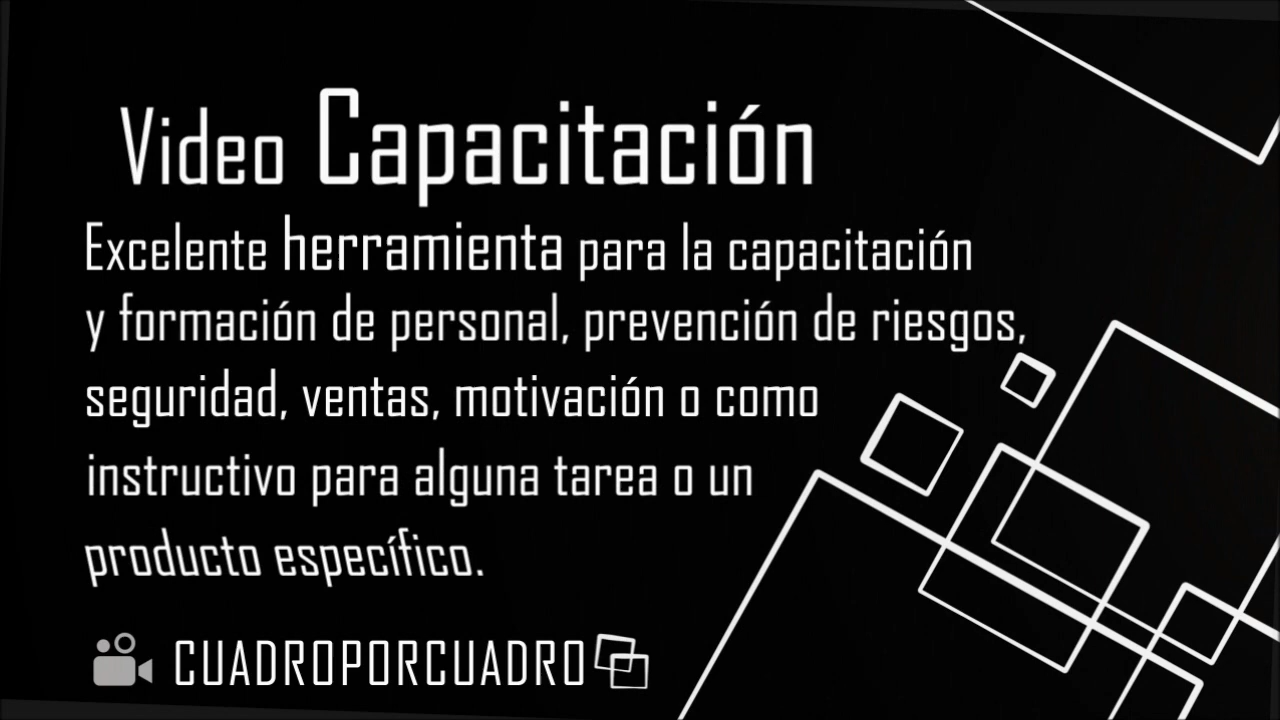 Video Capacitación
Excelente herramienta para la capacitación
y formación de personal, prevención de riesgos,
seguridad, ventas, motivación o como
instructivo para alguna tarea o un
producto específico.
CUADROPORCUADRO